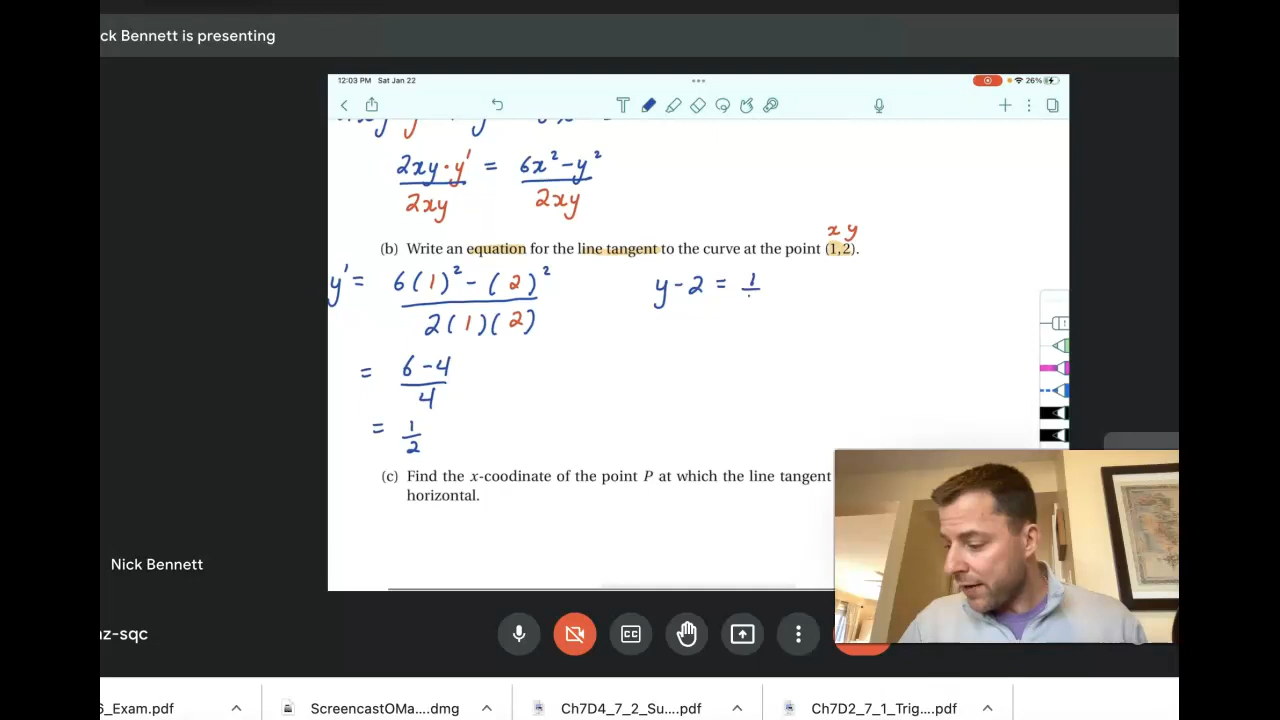 ck Bennett is presenting
12:03 PM Sat Jan 22
26%
2xy · y' = 6x² - y²
2xy 2xy
x y
(b) Write an equation for the line tangent to the curve at the point (1,2).
y' = 6(1)² - (2)² y - 2 = 1
2(1)(2)
= 6 - 4
4
= 1
2
(c) Find the x-coodinate of the point P at which the line tangent
horizontal.
Nick Bennett
nz-sqc
CC
6_Exam.pdf ScreencastOMa....dmg Ch7D4_7_2_Su....pdf Ch7D2_7_1_Trig....pdf